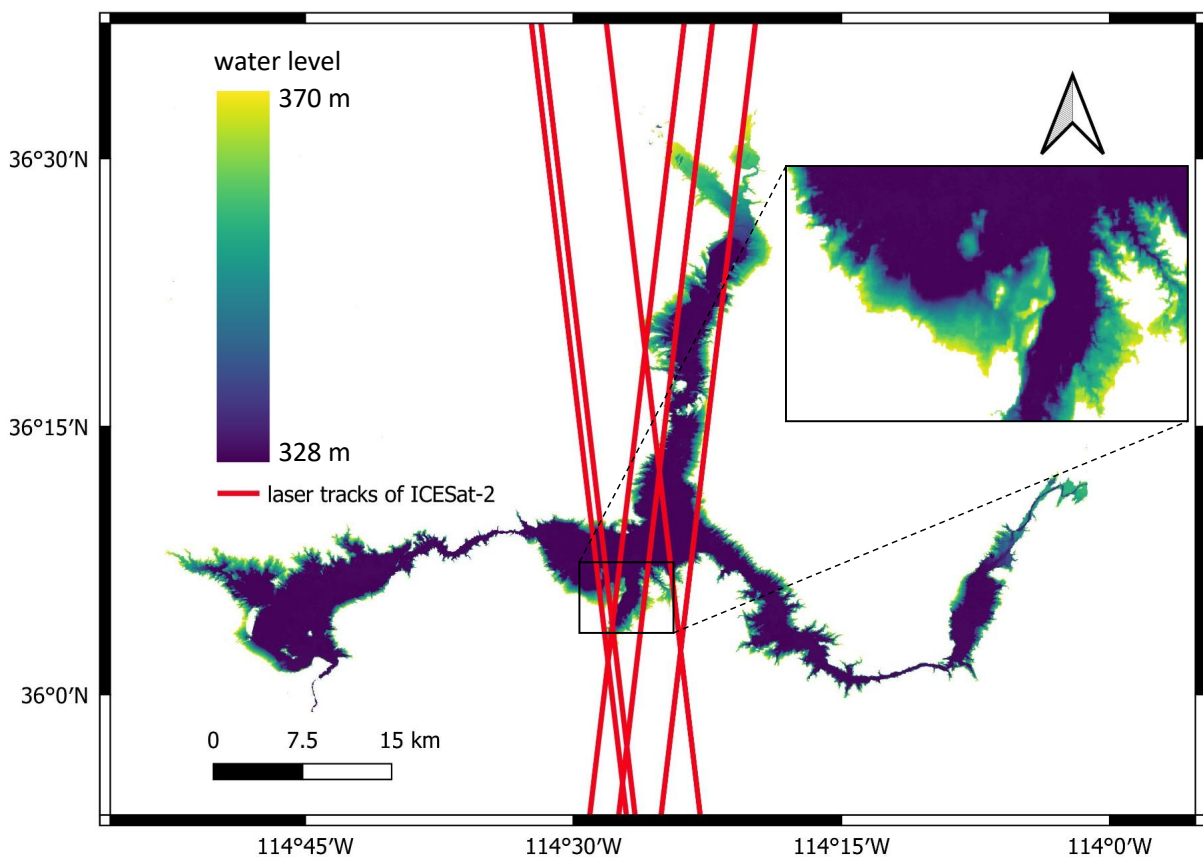 water level
370 m
36°30′N
36°15′N
328 m
laser tracks of ICESat-2
36°0′N
0 7.5 15 km
114°45′W 114°30′W 114°15′W 114°0′W